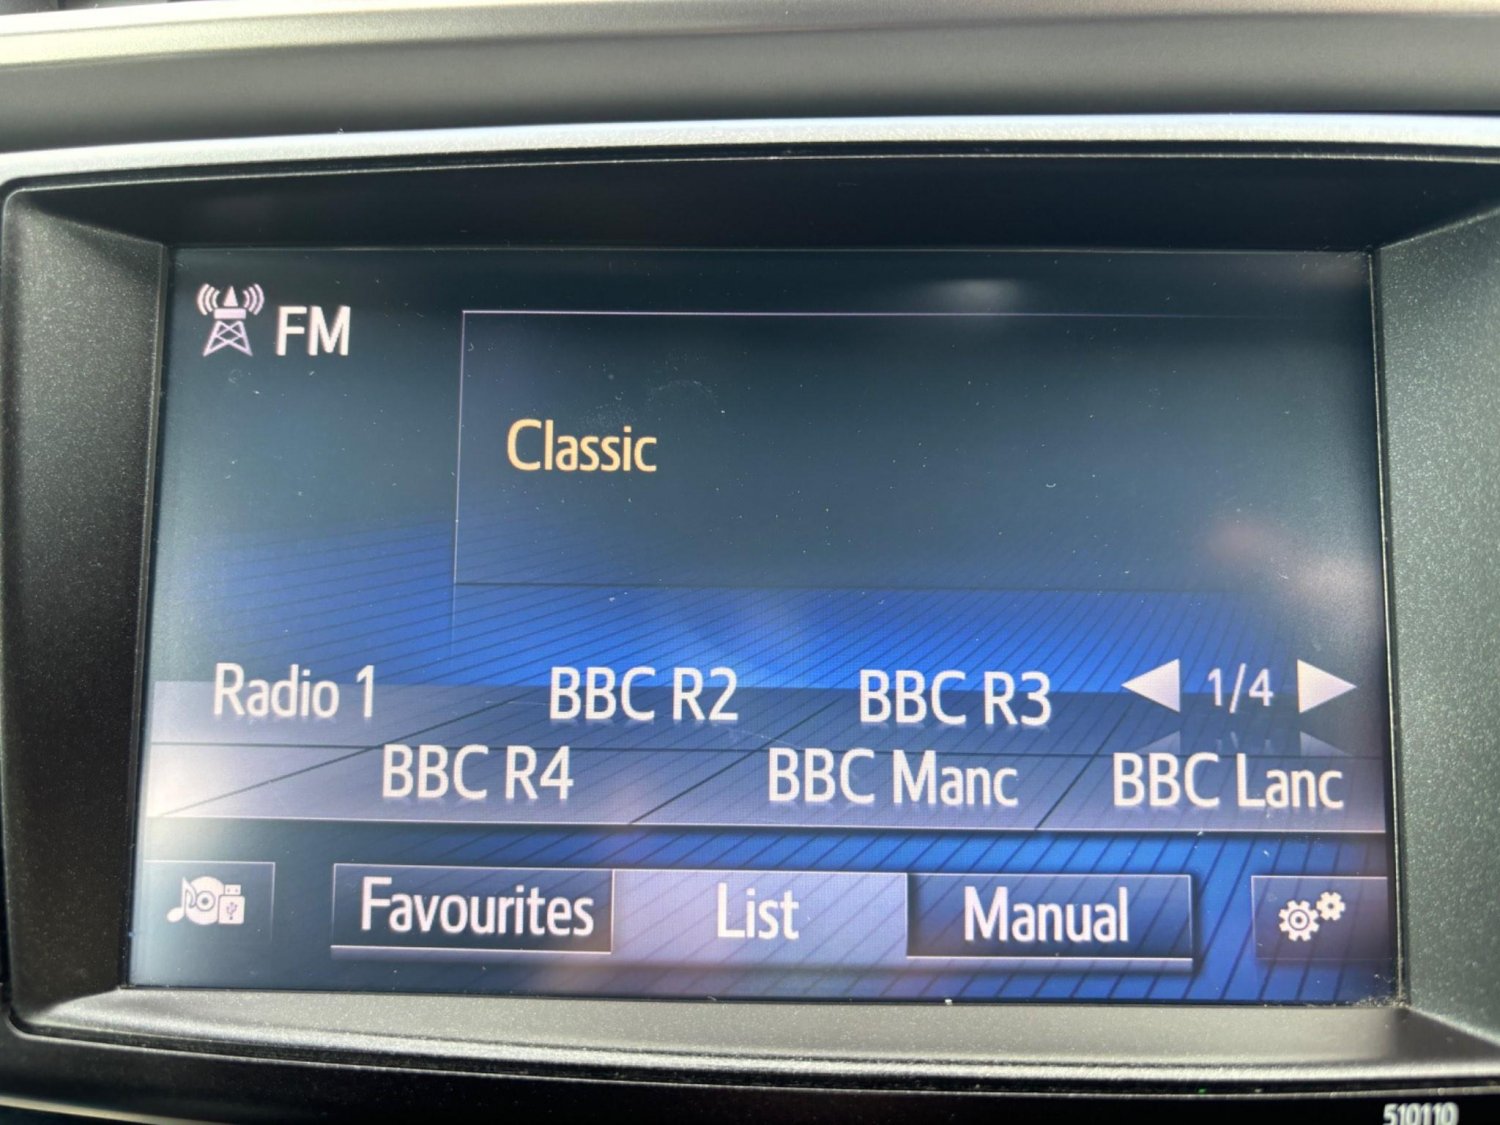 FM
Classic
Radio 1 BBC R2 BBC R3 1/4
BBC R4 BBC Manc BBC Lanc
Favourites List Manual
510110